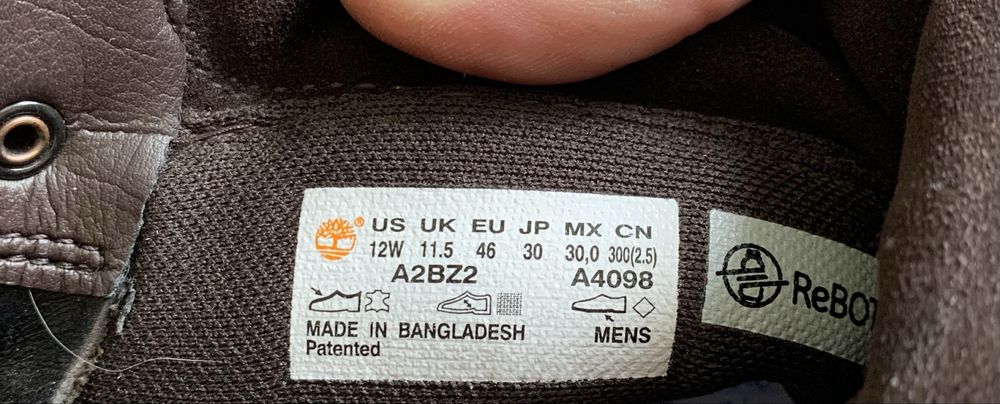 US UK EU JP MX CN
12W 11.5 46 30 30,0 300(2.5)
A2BZ2 A4098
MADE IN BANGLADESH MENS
Patented
ReBOT